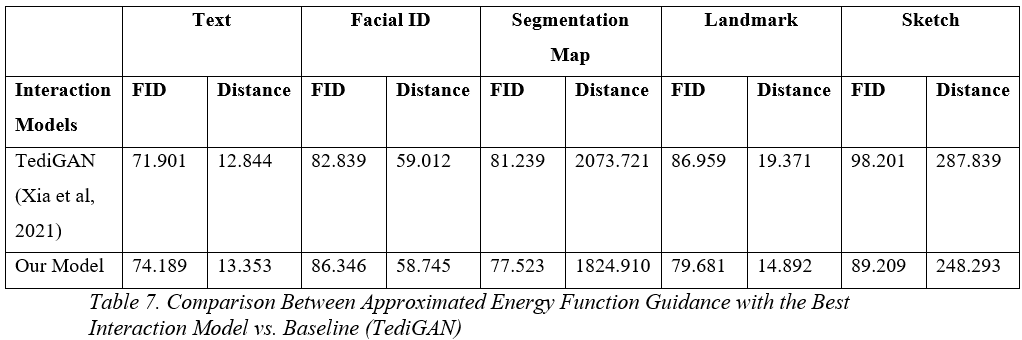 Text Facial ID Segmentation Map Landmark Sketch
Interaction Models FID Distance FID Distance FID Distance FID Distance FID Distance
TediGAN (Xia et al, 2021) 71.901 12.844 82.839 59.012 81.239 2073.721 86.959 19.371 98.201 287.839
Our Model 74.189 13.353 86.346 58.745 77.523 1824.910 79.681 14.892 89.209 248.293
Table 7. Comparison Between Approximated Energy Function Guidance with the Best
Interaction Model vs. Baseline (TediGAN)